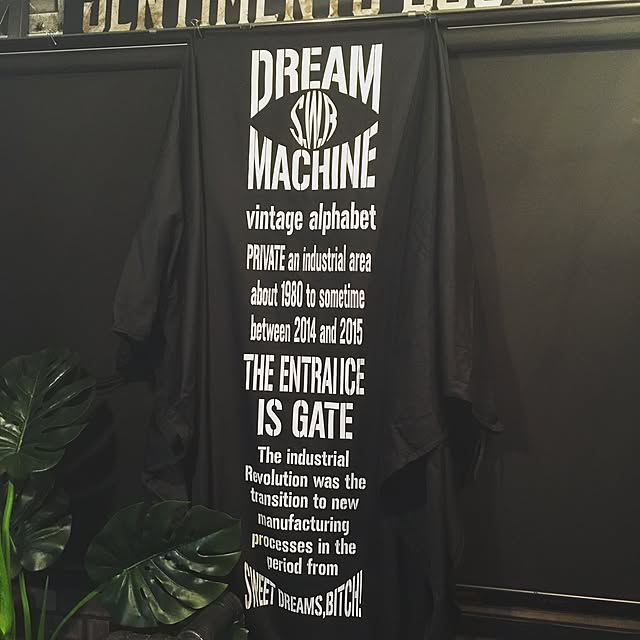 DREAM
S.W.R
MACHINE
vintage alphabet
PRIVATE an industrial area
about 1980 to sometime
between 2014 and 2015
THE ENTRAIICE
IS GATE
The industrial
Revolution was the
transition to new
manufacturing
processes in the
period from
SWEET DREAMS,BITCH!